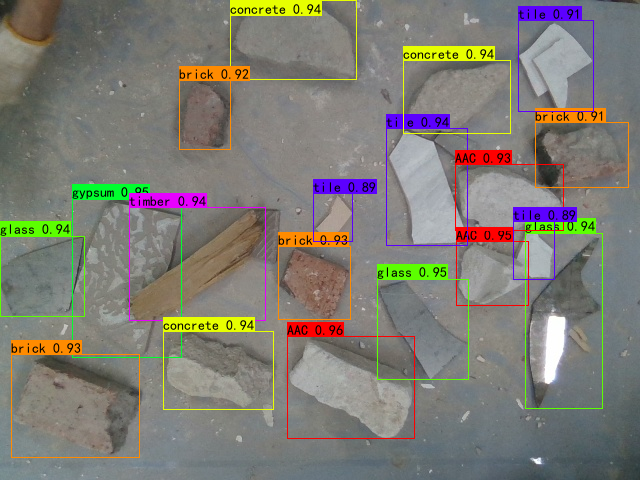 concrete 0.94
tile 0.91
concrete 0.94
brick 0.92
brick 0.91
tile 0.94
AAC 0.93
gypsum 0.95
timber 0.94
tile 0.89
tile 0.89
glass 0.94
glass 0.94
brick 0.93
AAC 0.95
glass 0.95
concrete 0.94
AAC 0.96
brick 0.93